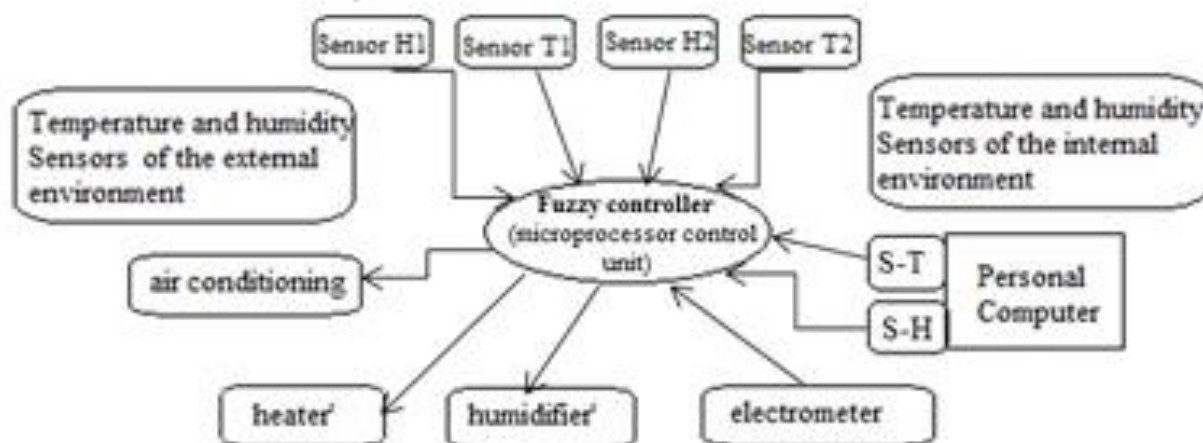 Sensor H1
Sensor T1
Sensor H2
Sensor T2
Temperature and humidity
Sensors of the external
environment
Temperature and humidity
Sensors of the internal
environment
Fuzzy controller
(microprocessor control
unit)
air conditioning
S-T
S-H
Personal
Computer
heater'
humidifier'
electrometer